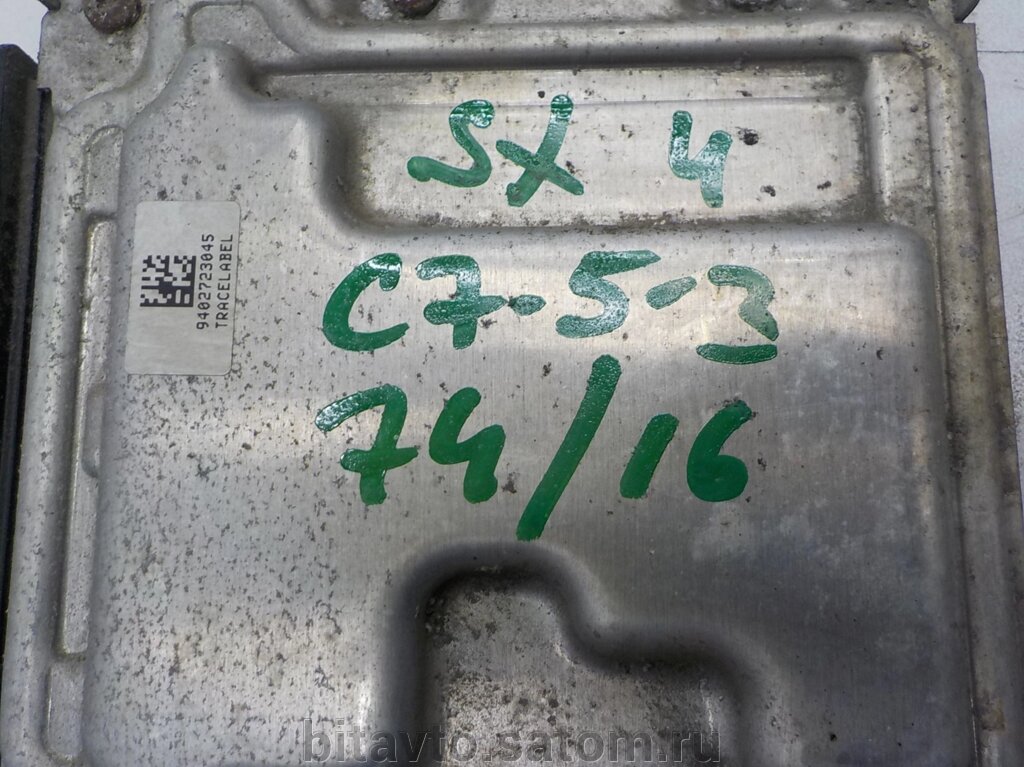 SX 4
C7-5-3
74/16
9402723045
TRACELABEL
bitavto.satom.ru